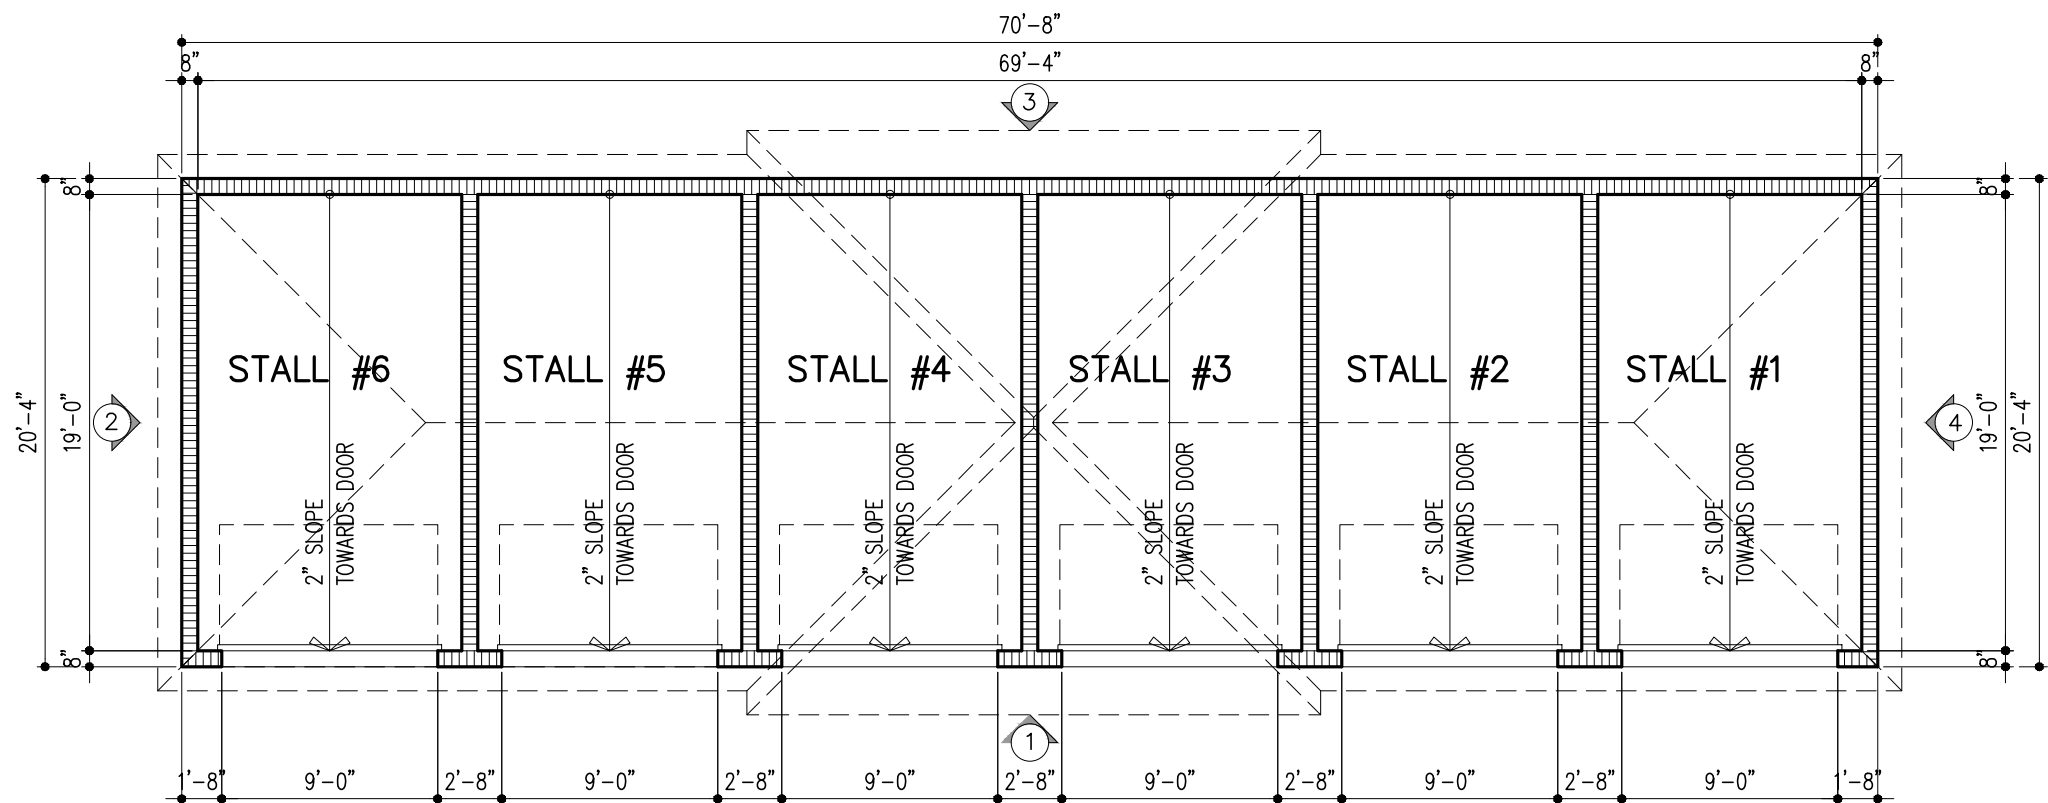 70'-8"
8" 69'-4" 8"
3
8" 8"
STALL #6 STALL #5 STALL #4 STALL #3 STALL #2 STALL #1
20'-4" 19'-0" 2 4 19'-0" 20'-4"
2" SLOPE
TOWARDS DOOR
2" SLOPE
TOWARDS DOOR
2" SLOPE
TOWARDS DOOR
2" SLOPE
TOWARDS DOOR
2" SLOPE
TOWARDS DOOR
2" SLOPE
TOWARDS DOOR
8" 8"
1
1'-8" 9'-0" 2'-8" 9'-0" 2'-8" 9'-0" 2'-8" 9'-0" 2'-8" 9'-0" 2'-8" 9'-0" 1'-8"